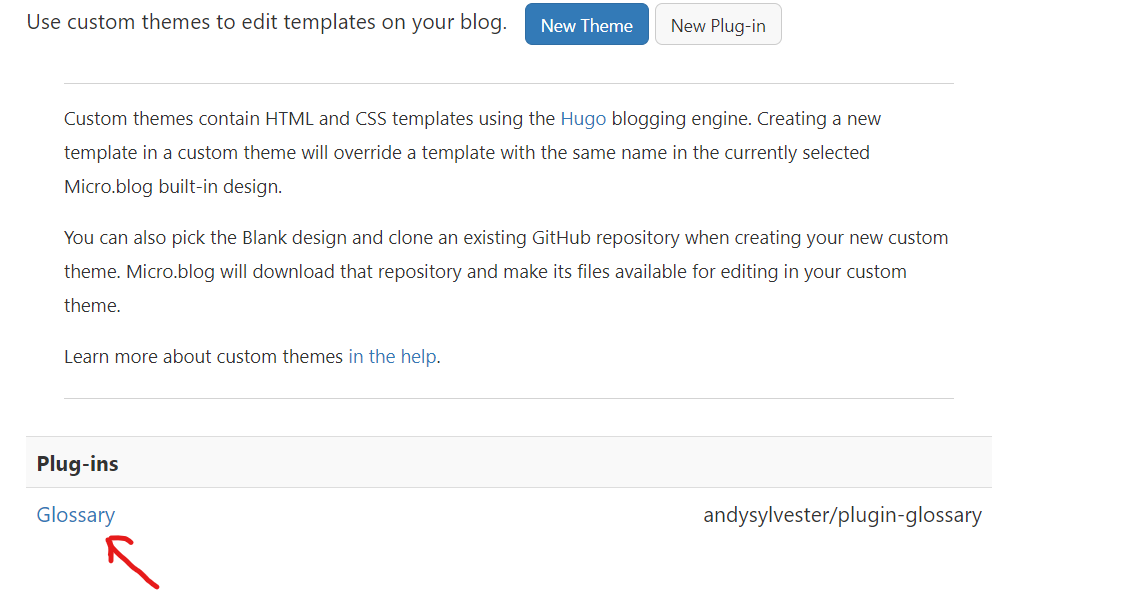 Use custom themes to edit templates on your blog. New Theme New Plug-in
Custom themes contain HTML and CSS templates using the Hugo blogging engine. Creating a new
template in a custom theme will override a template with the same name in the currently selected
Micro.blog built-in design.
You can also pick the Blank design and clone an existing GitHub repository when creating your new custom
theme. Micro.blog will download that repository and make its files available for editing in your custom
theme.
Learn more about custom themes in the help.
Plug-ins
Glossary andysylvester/plugin-glossary